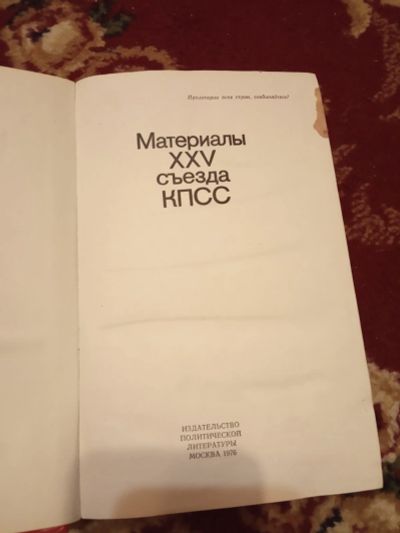 Пролетарии всех стран, соединяйтесь!
Материалы
XXV
съезда
КПСС
ИЗДАТЕЛЬСТВО
ПОЛИТИЧЕСКОЙ
ЛИТЕРАТУРЫ
МОСКВА 1976